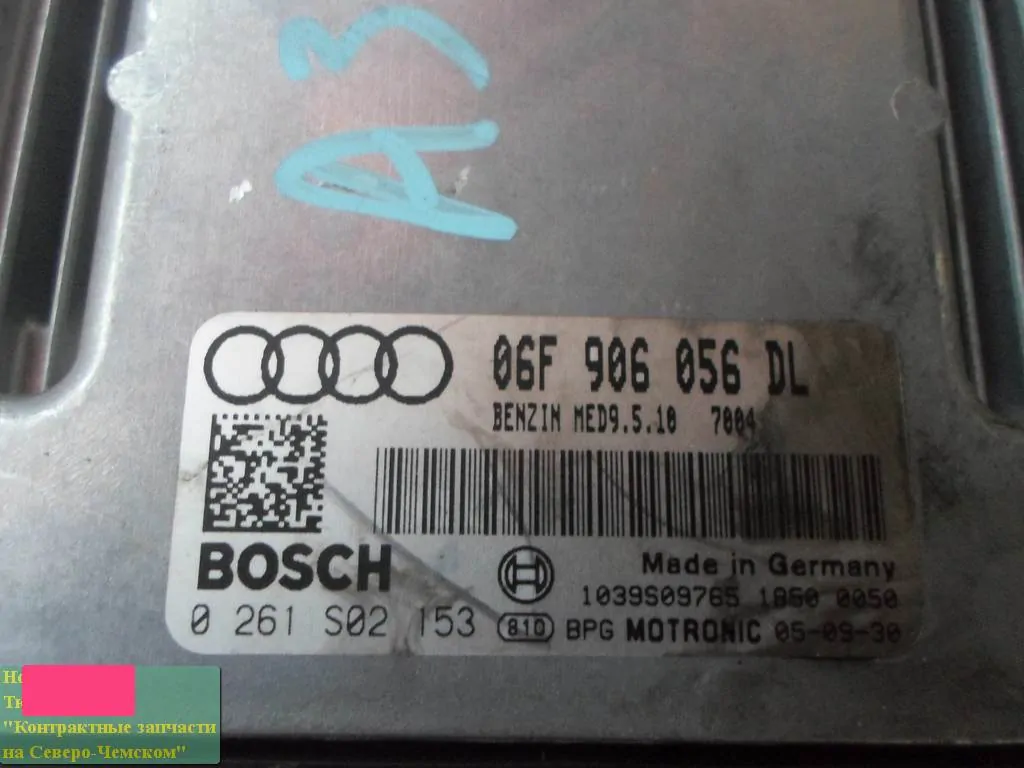 A3
06F 906 056 DL
BENZIN MED9.5.10 7004
BOSCH
Made in Germany
1039S09765 1850 0050
0 261 S02 153 810 BPG MOTRONIC 05-09-30
"Контрактные запчасти
на Северо-Чемском"